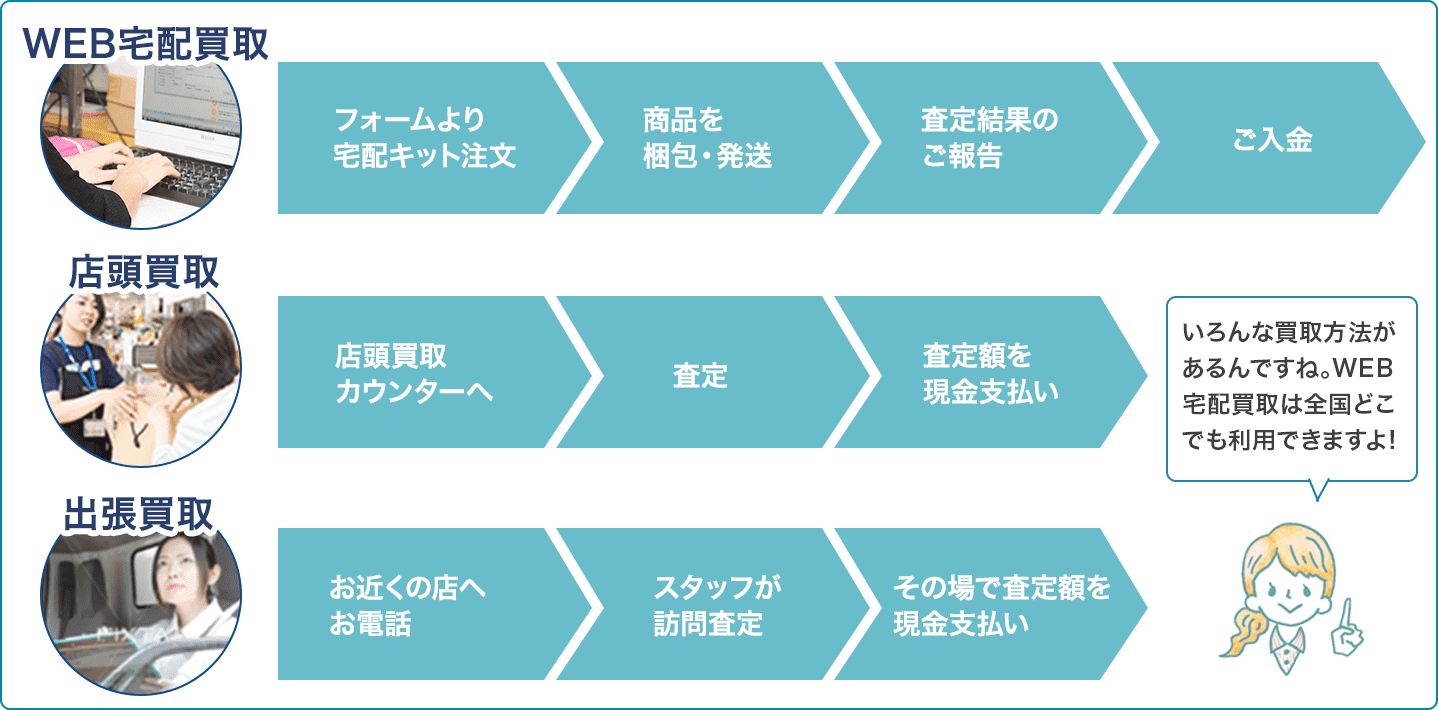 WEB宅配買取
フォームより
宅配キット注文
商品を
梱包・発送
査定結果の
ご報告
ご入金
店頭買取
店頭買取
カウンターへ
査定
査定額を
現金支払い
いろんな買取方法が
あるんですね。WEB
宅配買取は全国どこ
でも利用できますよ!
出張買取
お近くの店へ
お電話
スタッフが
訪問査定
その場で査定額を
現金支払い
PIXTA